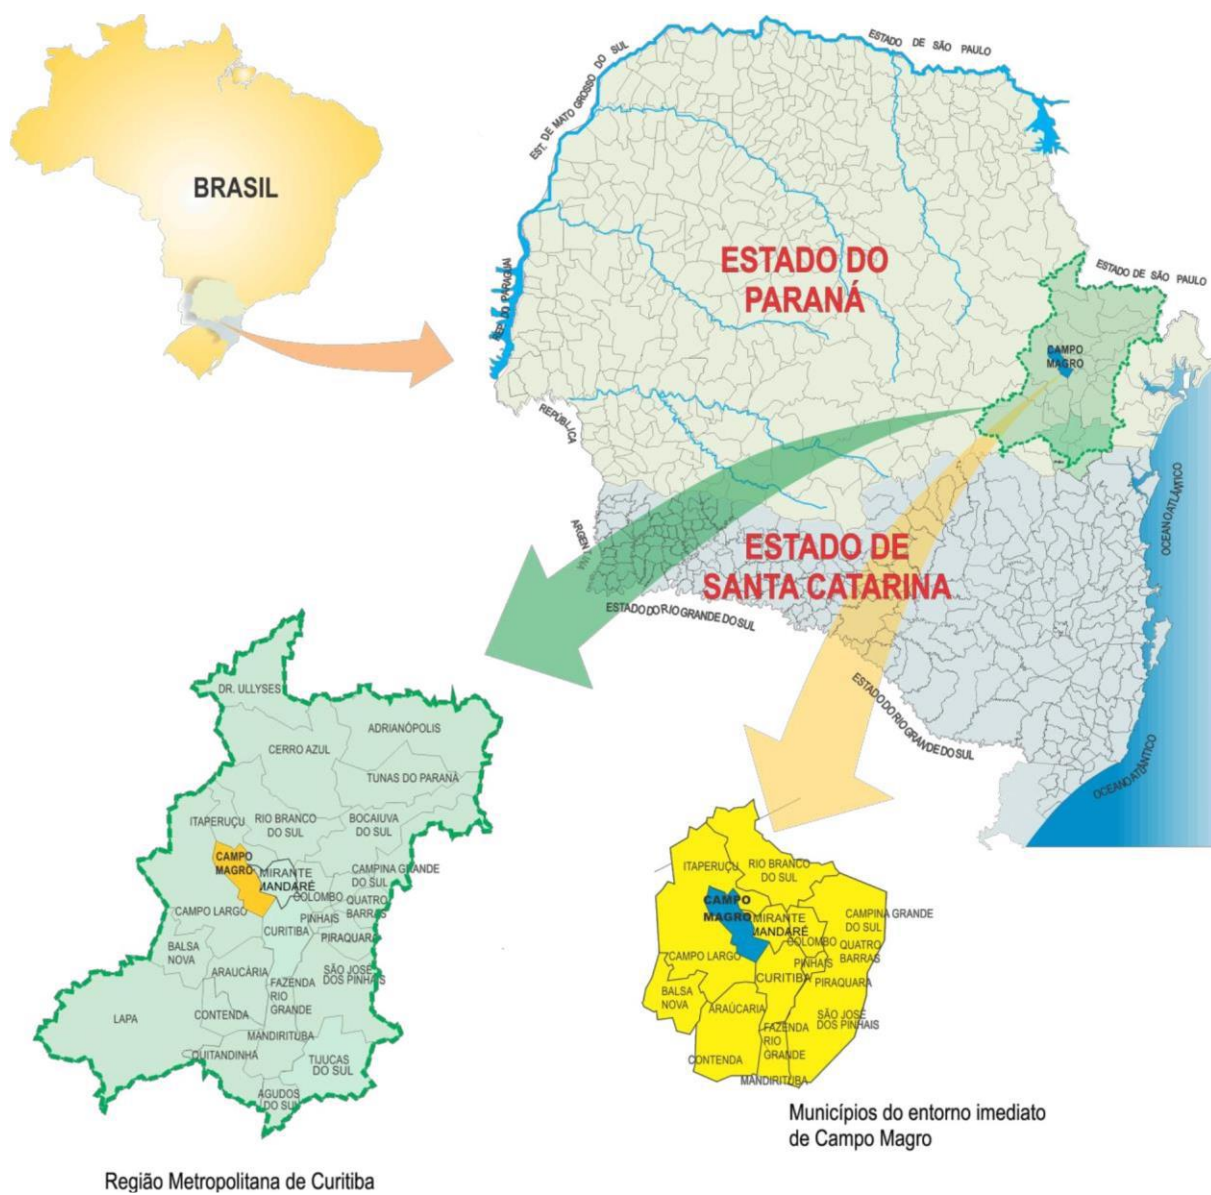 BRASIL
EST. DE MATO GROSSO DO SUL
ESTADO DE SÃO PAULO
ESTADO DO
PARANÁ
ESTADO DE SÃO PAULO
CAMPO
MAGRO
REP. DO PARAGUAI
REPÚBLICA
ESTADO DE
SANTA CATARINA
ESTADO DO RIO GRANDE DO SUL
ESTADO DO RIO GRANDE DO SUL
OCEANO ATLÂNTICO
OCEANO ATLÂNTICO
DR. ULLYSES
ADRIANÓPOLIS
CERRO AZUL
TUNAS DO PARANÁ
ITAPERUÇU
RIO BRANCO
DO SUL
BOCAIUVA
DO SUL
CAMPO
MAGRO
MIRANTE
MANDARÉ
CAMPINA GRANDE
DO SUL
COLOMBO
QUATRO
BARRAS
CAMPO LARGO
PINHAIS
CURITIBA
PIRAQUARA
BALSA
NOVA
ARAUCÁRIA
FAZENDA
RIO
GRANDE
SÃO JOSÉ
DOS PINHAIS
LAPA
CONTENDA
MANDIRITUBA
QUITANDINHA
TIJUCAS
DO SUL
AGUDOS
DO SUL
Região Metropolitana de Curitiba
ITAPERUÇU
RIO BRANCO
DO SUL
CAMPO
MAGRO
MIRANTE
MANDARÉ
CAMPINA GRANDE
DO SUL
COLOMBO
QUATRO
BARRAS
CAMPO LARGO
PINHAIS
CURITIBA
PIRAQUARA
BALSA
NOVA
ARAÚCARIA
SÃO JOSÉ
DOS PINHAIS
FAZENDA
RIO
GRANDE
CONTENDA
MANDIRITUBA
Municípios do entorno imediato
de Campo Magro